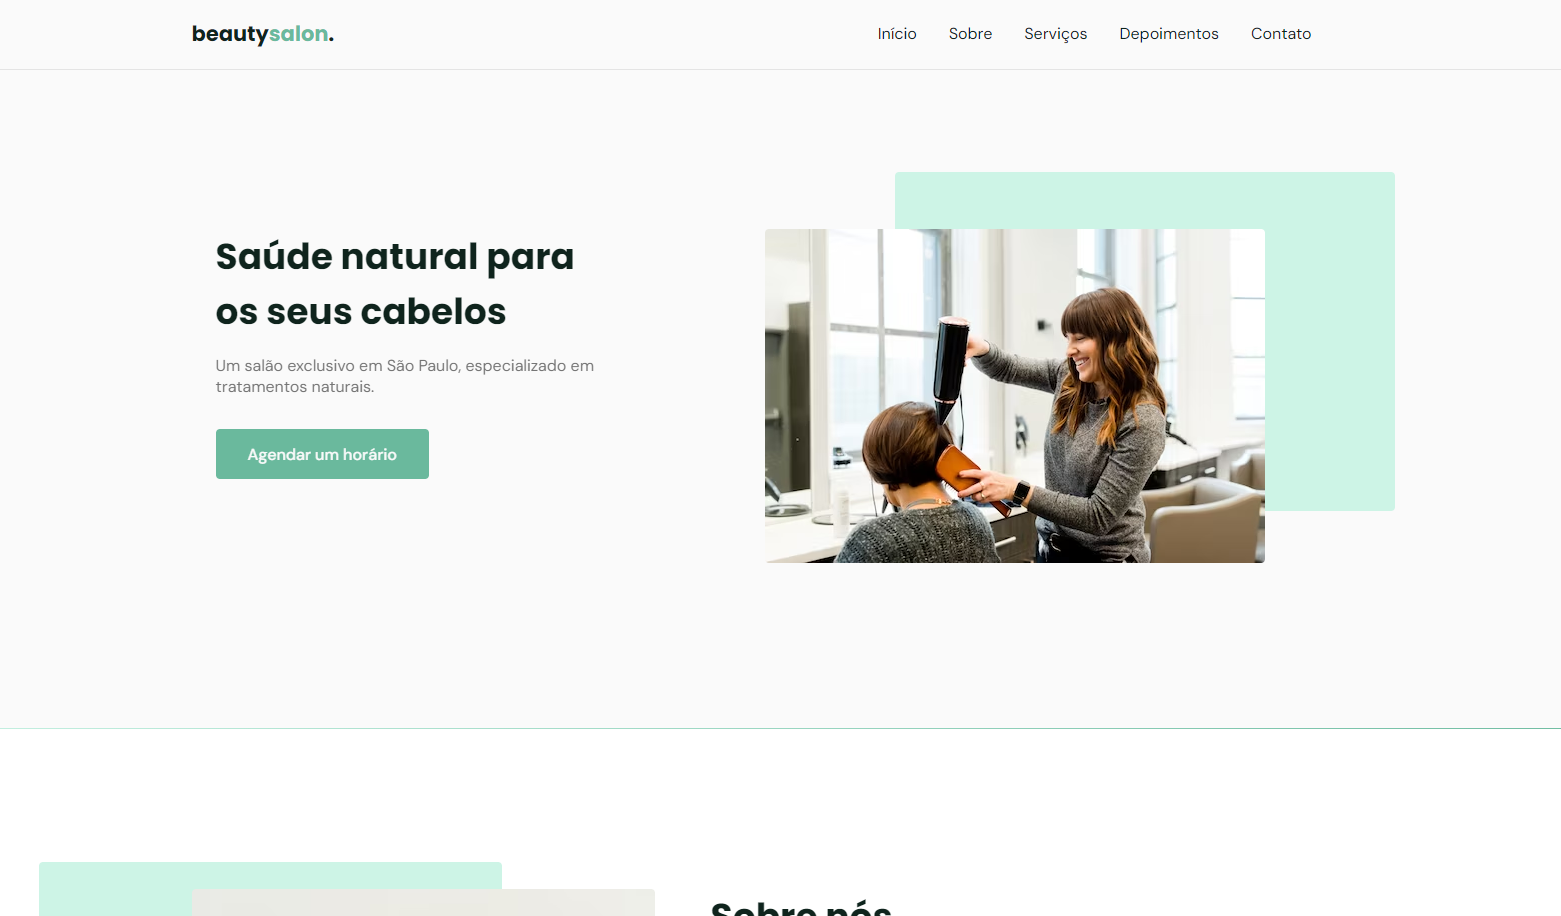 beautysalon.
Início Sobre Serviços Depoimentos Contato
Saúde natural para
os seus cabelos
Um salão exclusivo em São Paulo, especializado em
tratamentos naturais.
Agendar um horário
Sobre nós